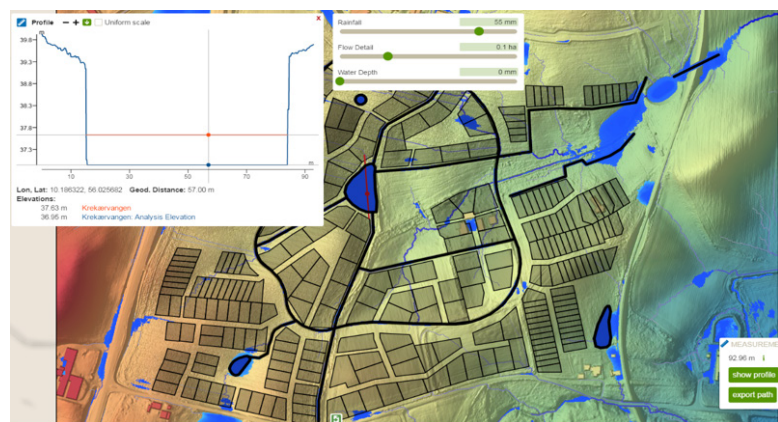 Profile − + Uniform scale x
m
39.8
39.3
38.8
38.3
37.8
37.3
10 30 50 70 90 m
Lon, Lat: 10.186322, 56.025682 Geod. Distance: 57.00 m
Elevations:
37.63 m Krekærvangen
36.95 m Krekærvangen: Analysis Elevation
Rainfall 55 mm
Flow Detail 0.1 ha
Water Depth 0 mm
MEASUREME
92.96 m
show profile
export path